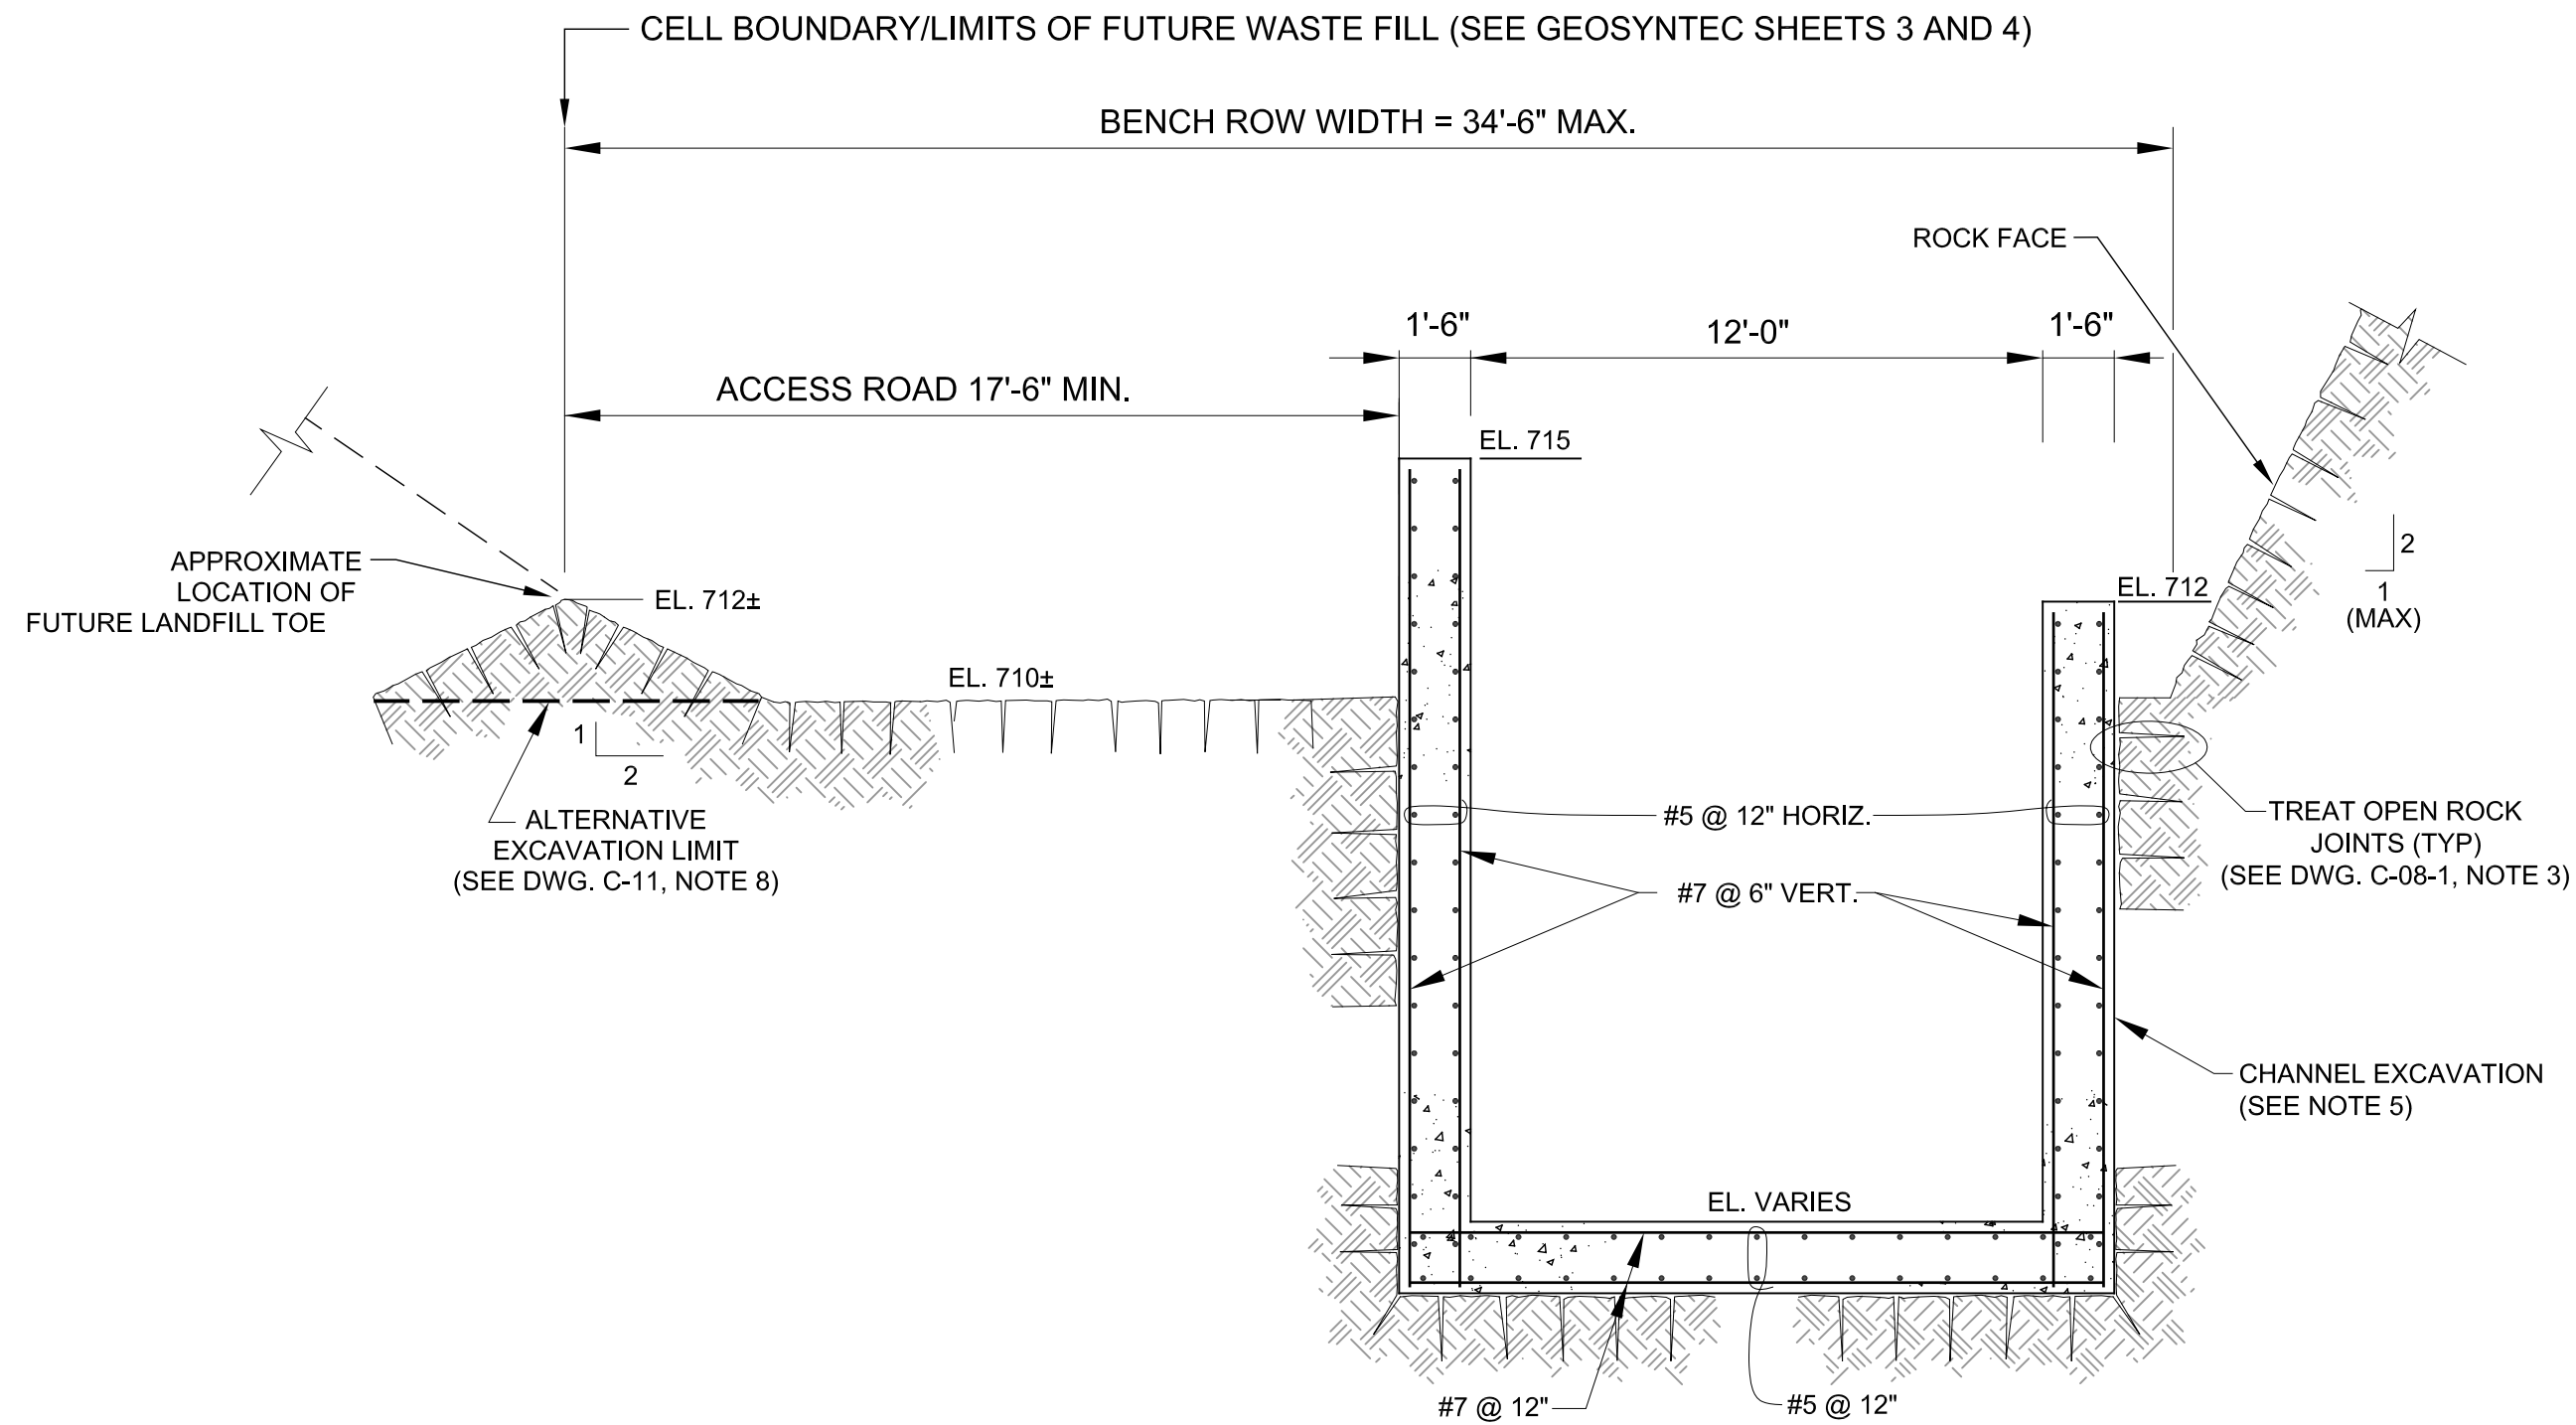 CELL BOUNDARY/LIMITS OF FUTURE WASTE FILL (SEE GEOSYNTEC SHEETS 3 AND 4)
BENCH ROW WIDTH = 34'-6" MAX.
ROCK FACE
1'-6"
12'-0"
1'-6"
ACCESS ROAD 17'-6" MIN.
EL. 715
APPROXIMATE
LOCATION OF
FUTURE LANDFILL TOE
EL. 712±
EL. 712
2
1
(MAX)
EL. 710±
1
2
ALTERNATIVE
EXCAVATION LIMIT
(SEE DWG. C-11, NOTE 8)
#5 @ 12" HORIZ.
TREAT OPEN ROCK
JOINTS (TYP)
(SEE DWG. C-08-1, NOTE 3)
#7 @ 6" VERT.
CHANNEL EXCAVATION
(SEE NOTE 5)
EL. VARIES
#7 @ 12"
#5 @ 12"